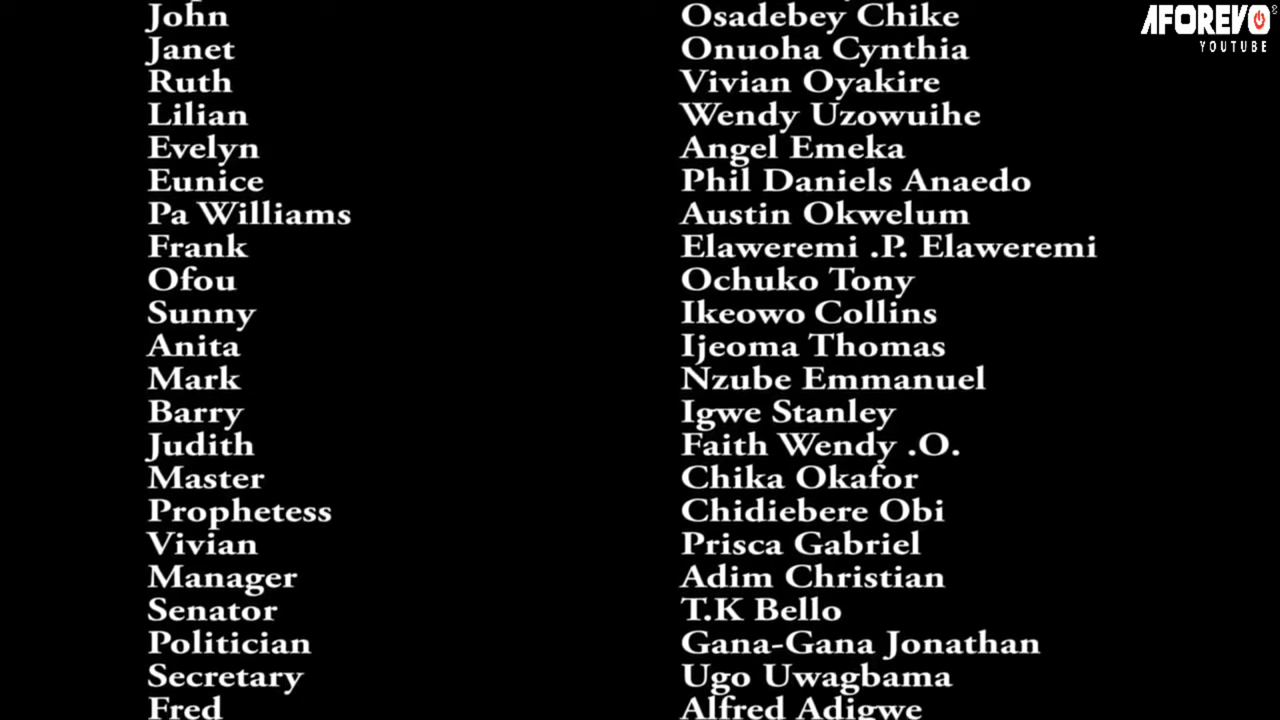 AFOREVO
YOUTUBE
John Osadebey Chike
Janet Onuoha Cynthia
Ruth Vivian Oyakire
Lilian Wendy Uzowuihe
Evelyn Angel Emeka
Eunice Phil Daniels Anaedo
Pa Williams Austin Okwelum
Frank Elaweremi .P. Elaweremi
Ofou Ochuko Tony
Sunny Ikeowo Collins
Anita Ijeoma Thomas
Mark Nzube Emmanuel
Barry Igwe Stanley
Judith Faith Wendy .O.
Master Chika Okafor
Prophetess Chidiebere Obi
Vivian Prisca Gabriel
Manager Adim Christian
Senator T.K Bello
Politician Gana-Gana Jonathan
Secretary Ugo Uwagbama
Fred Alfred Adigwe